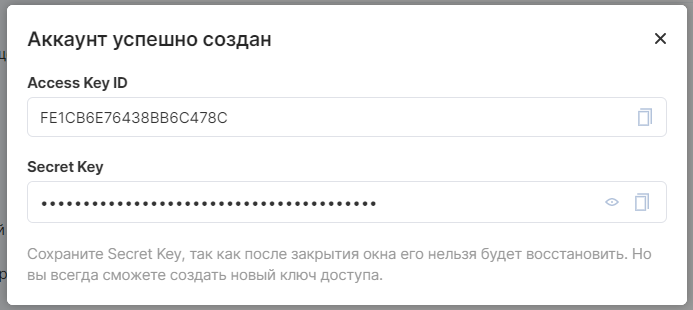 Аккаунт успешно создан
Access Key ID
FE1CB6E76438BB6C478C
Secret Key
••••••••••••••••••••••••••••••••••••••••
Сохраните Secret Key, так как после закрытия окна его нельзя будет восстановить. Но
вы всегда сможете создать новый ключ доступа.